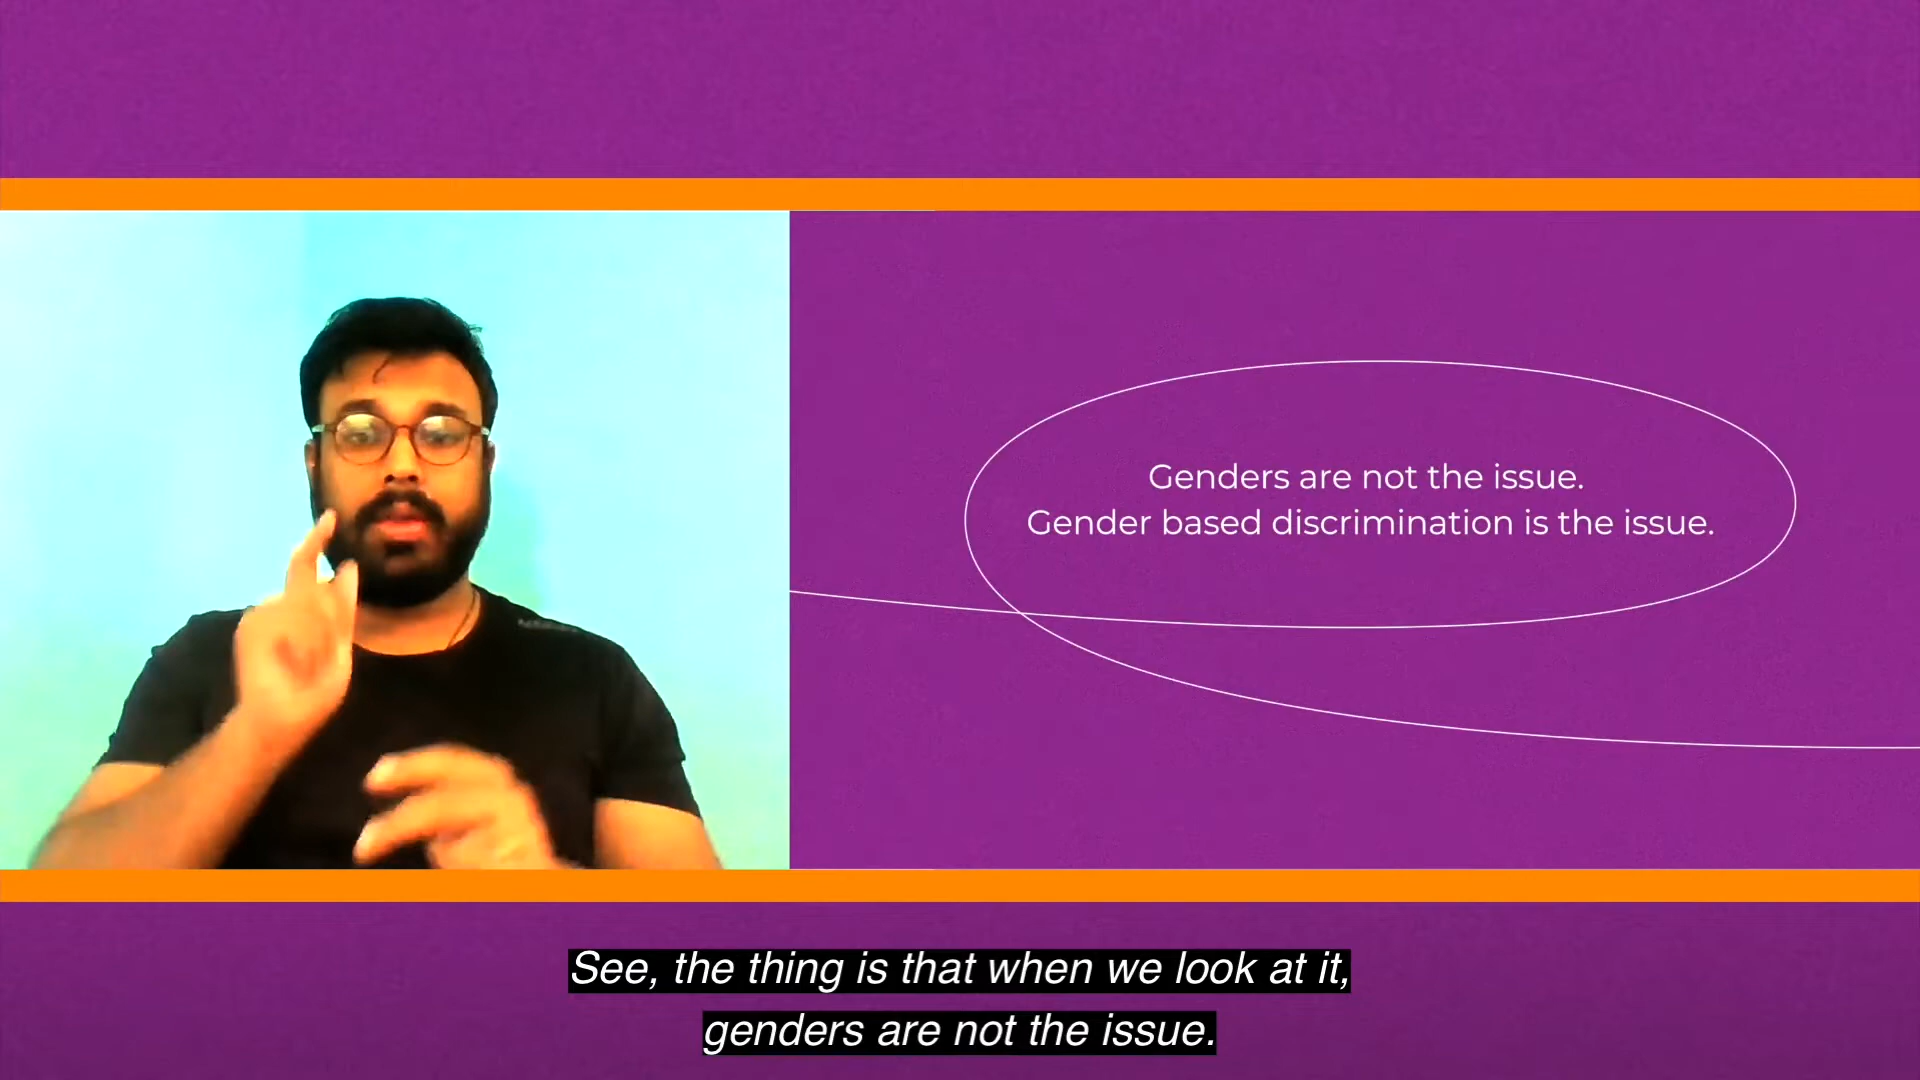 Genders are not the issue.
Gender based discrimination is the issue.
See, the thing is that when we look at it,
genders are not the issue.